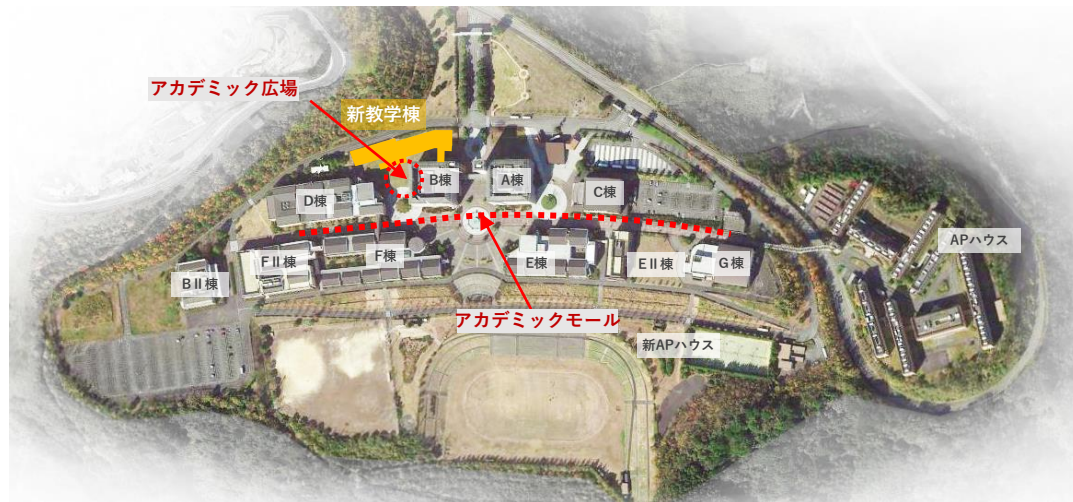 アカデミック広場
新教学棟
B棟
A棟
C棟
D棟
APハウス
FⅡ棟
F棟
E棟
EⅡ棟
G棟
BⅡ棟
アカデミックモール
新APハウス